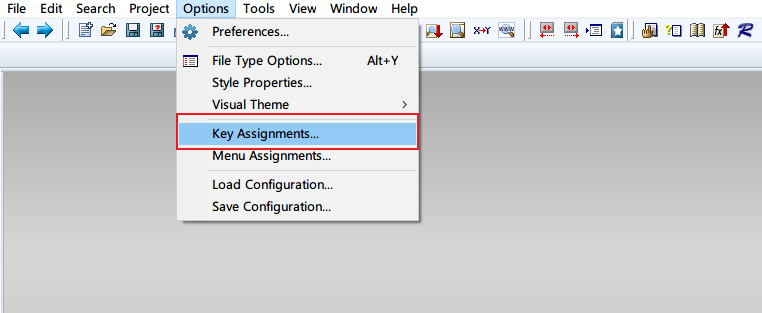 File Edit Search Project Options Tools View Window Help
Preferences...
File Type Options... Alt+Y
Style Properties...
Visual Theme
Key Assignments...
Menu Assignments...
Load Configuration...
Save Configuration...